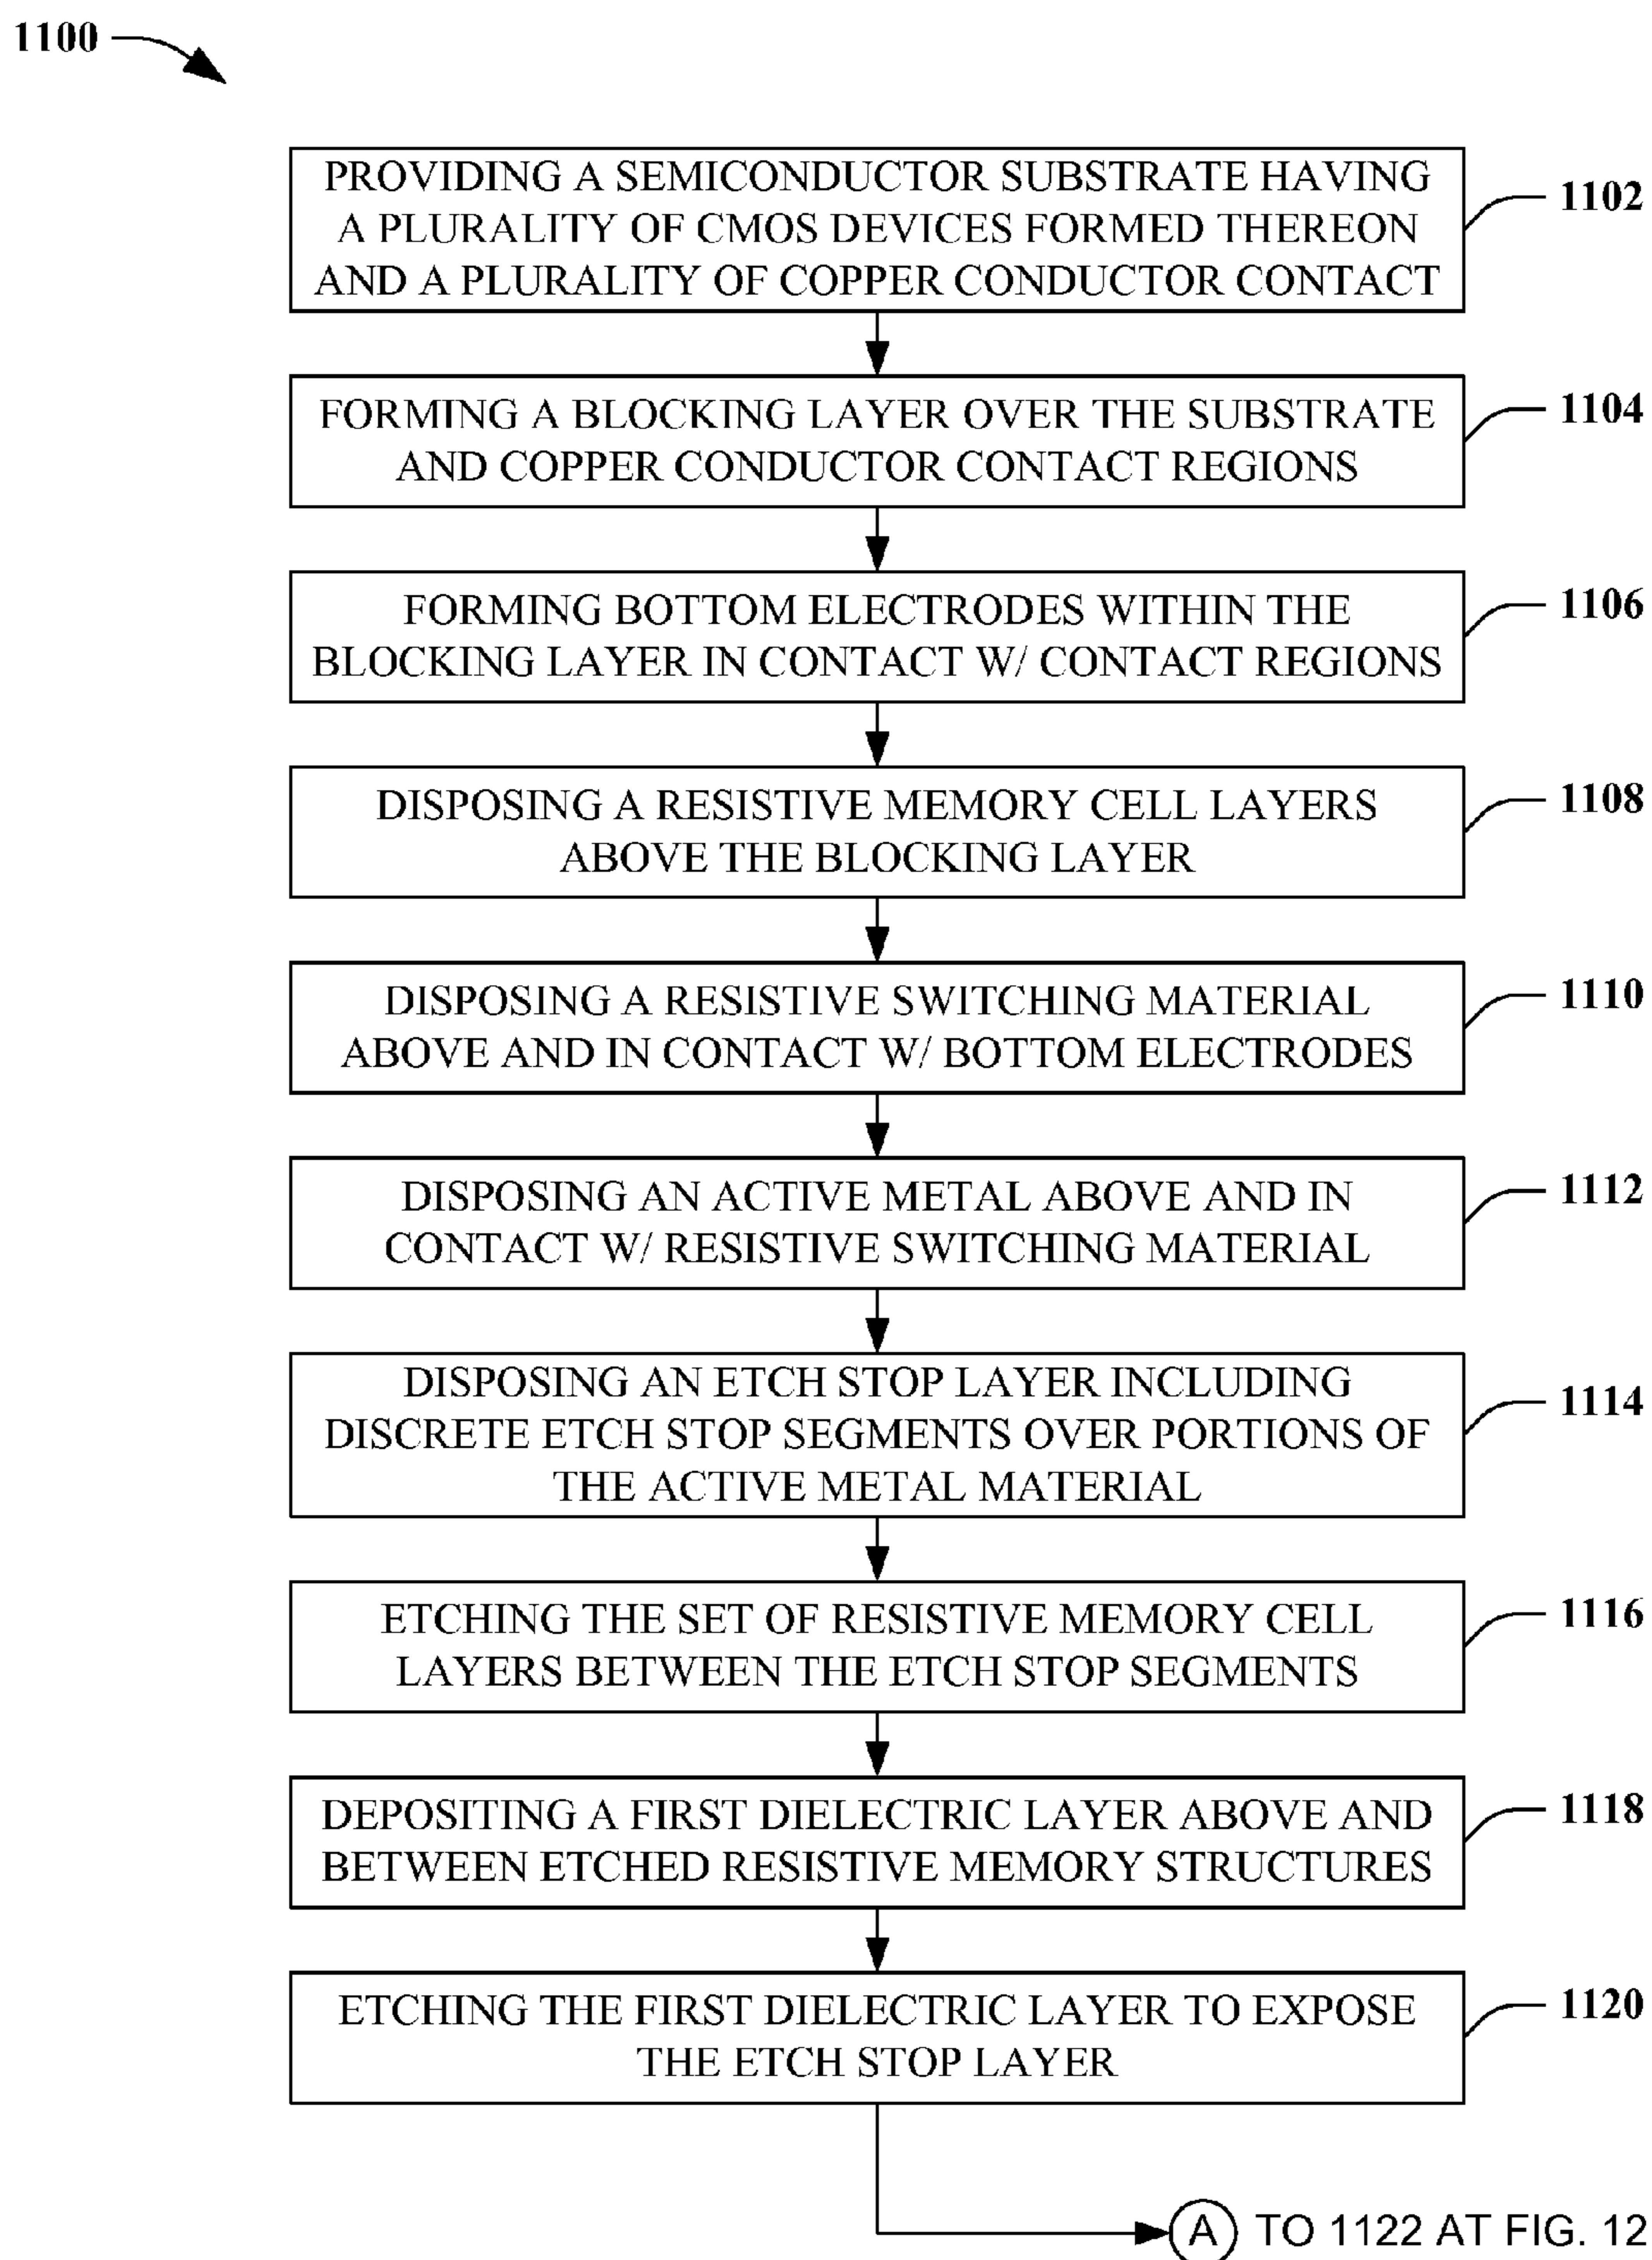 1100
PROVIDING A SEMICONDUCTOR SUBSTRATE HAVING
A PLURALITY OF CMOS DEVICES FORMED THEREON
AND A PLURALITY OF COPPER CONDUCTOR CONTACT
1102
FORMING A BLOCKING LAYER OVER THE SUBSTRATE
AND COPPER CONDUCTOR CONTACT REGIONS
1104
FORMING BOTTOM ELECTRODES WITHIN THE
BLOCKING LAYER IN CONTACT W/ CONTACT REGIONS
1106
DISPOSING A RESISTIVE MEMORY CELL LAYERS
ABOVE THE BLOCKING LAYER
1108
DISPOSING A RESISTIVE SWITCHING MATERIAL
ABOVE AND IN CONTACT W/ BOTTOM ELECTRODES
1110
DISPOSING AN ACTIVE METAL ABOVE AND IN
CONTACT W/ RESISTIVE SWITCHING MATERIAL
1112
DISPOSING AN ETCH STOP LAYER INCLUDING
DISCRETE ETCH STOP SEGMENTS OVER PORTIONS OF
THE ACTIVE METAL MATERIAL
1114
ETCHING THE SET OF RESISTIVE MEMORY CELL
LAYERS BETWEEN THE ETCH STOP SEGMENTS
1116
DEPOSITING A FIRST DIELECTRIC LAYER ABOVE AND
BETWEEN ETCHED RESISTIVE MEMORY STRUCTURES
1118
ETCHING THE FIRST DIELECTRIC LAYER TO EXPOSE
THE ETCH STOP LAYER
1120
A TO 1122 AT FIG. 12